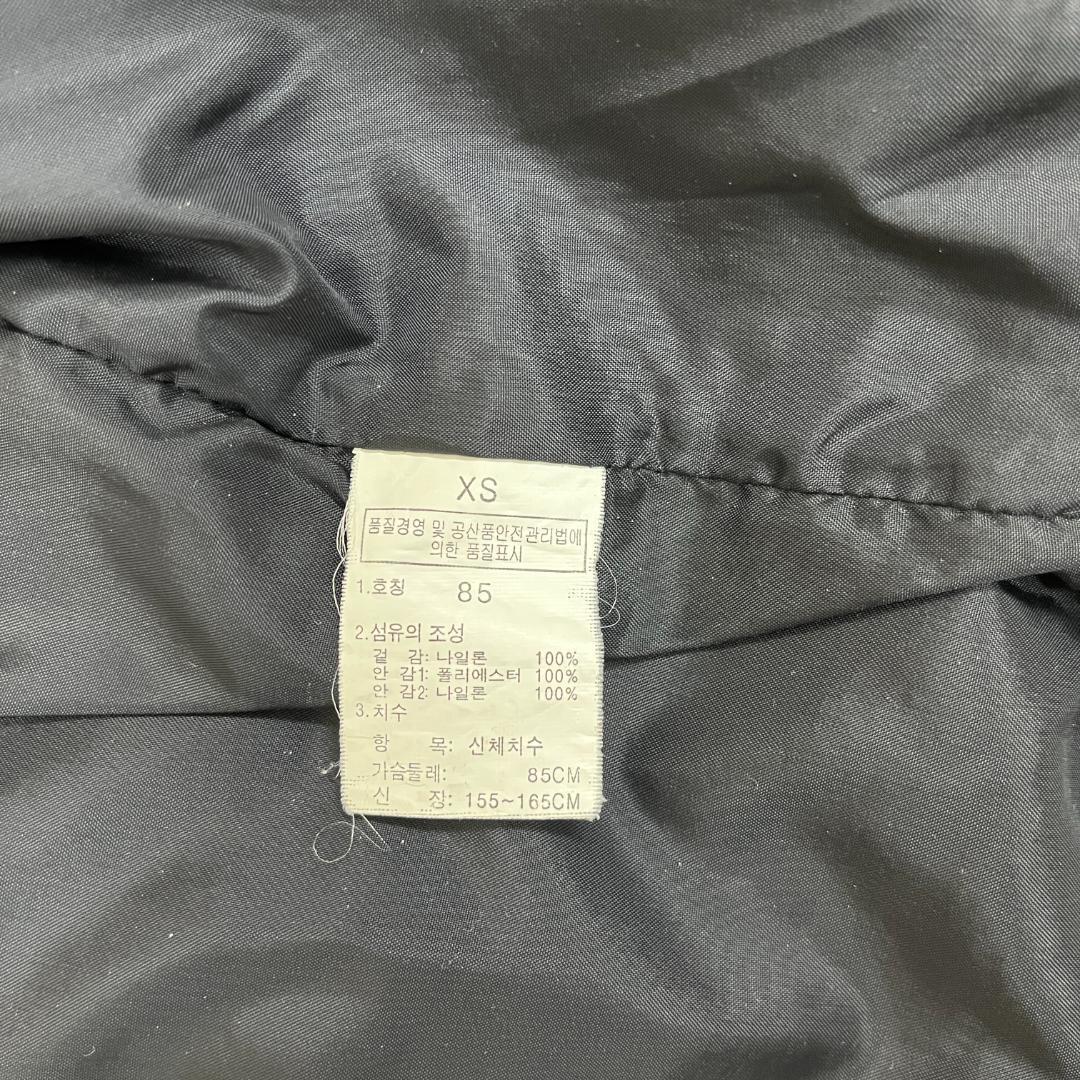 XS
품질경영 및 공산품안전관리법에
의한 품질표시
1.호칭 85
2.섬유의 조성
겉 감: 나일론 100%
안 감1: 폴리에스터 100%
안 감2: 나일론 100%
3.치수
항 목: 신체치수
가슴둘레: 85CM
신 장: 155~165CM